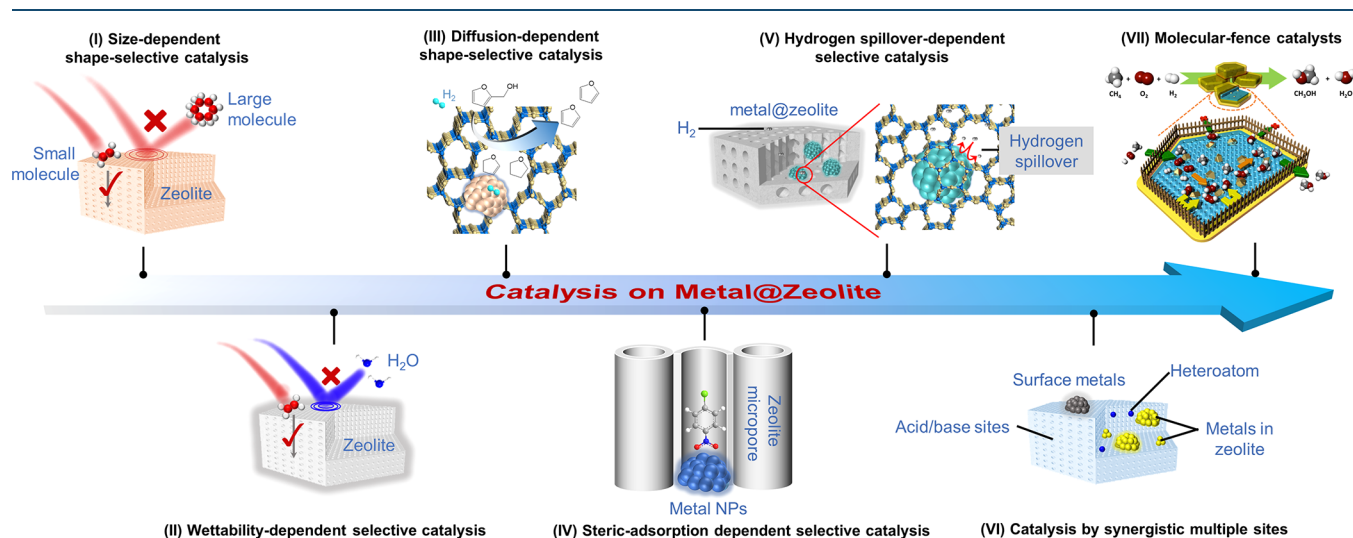 (I) Size-dependent
shape-selective catalysis
Large
molecule
Small
molecule
Zeolite
(III) Diffusion-dependent
shape-selective catalysis
H2
OH
O
O
O
O
(V) Hydrogen spillover-dependent
selective catalysis
metal@zeolite
H2
Hydrogen
spillover
(VII) Molecular-fence catalysts
+ +
+
CH4
O2
H2
CH3OH
H2O
Catalysis on Metal@Zeolite
H2O
Zeolite
(II) Wettability-dependent selective catalysis
Zeolite
micropore
Metal NPs
(IV) Steric-adsorption dependent selective catalysis
Surface metals
Heteroatom
Acid/base sites
Metals in
zeolite
(VI) Catalysis by synergistic multiple sites